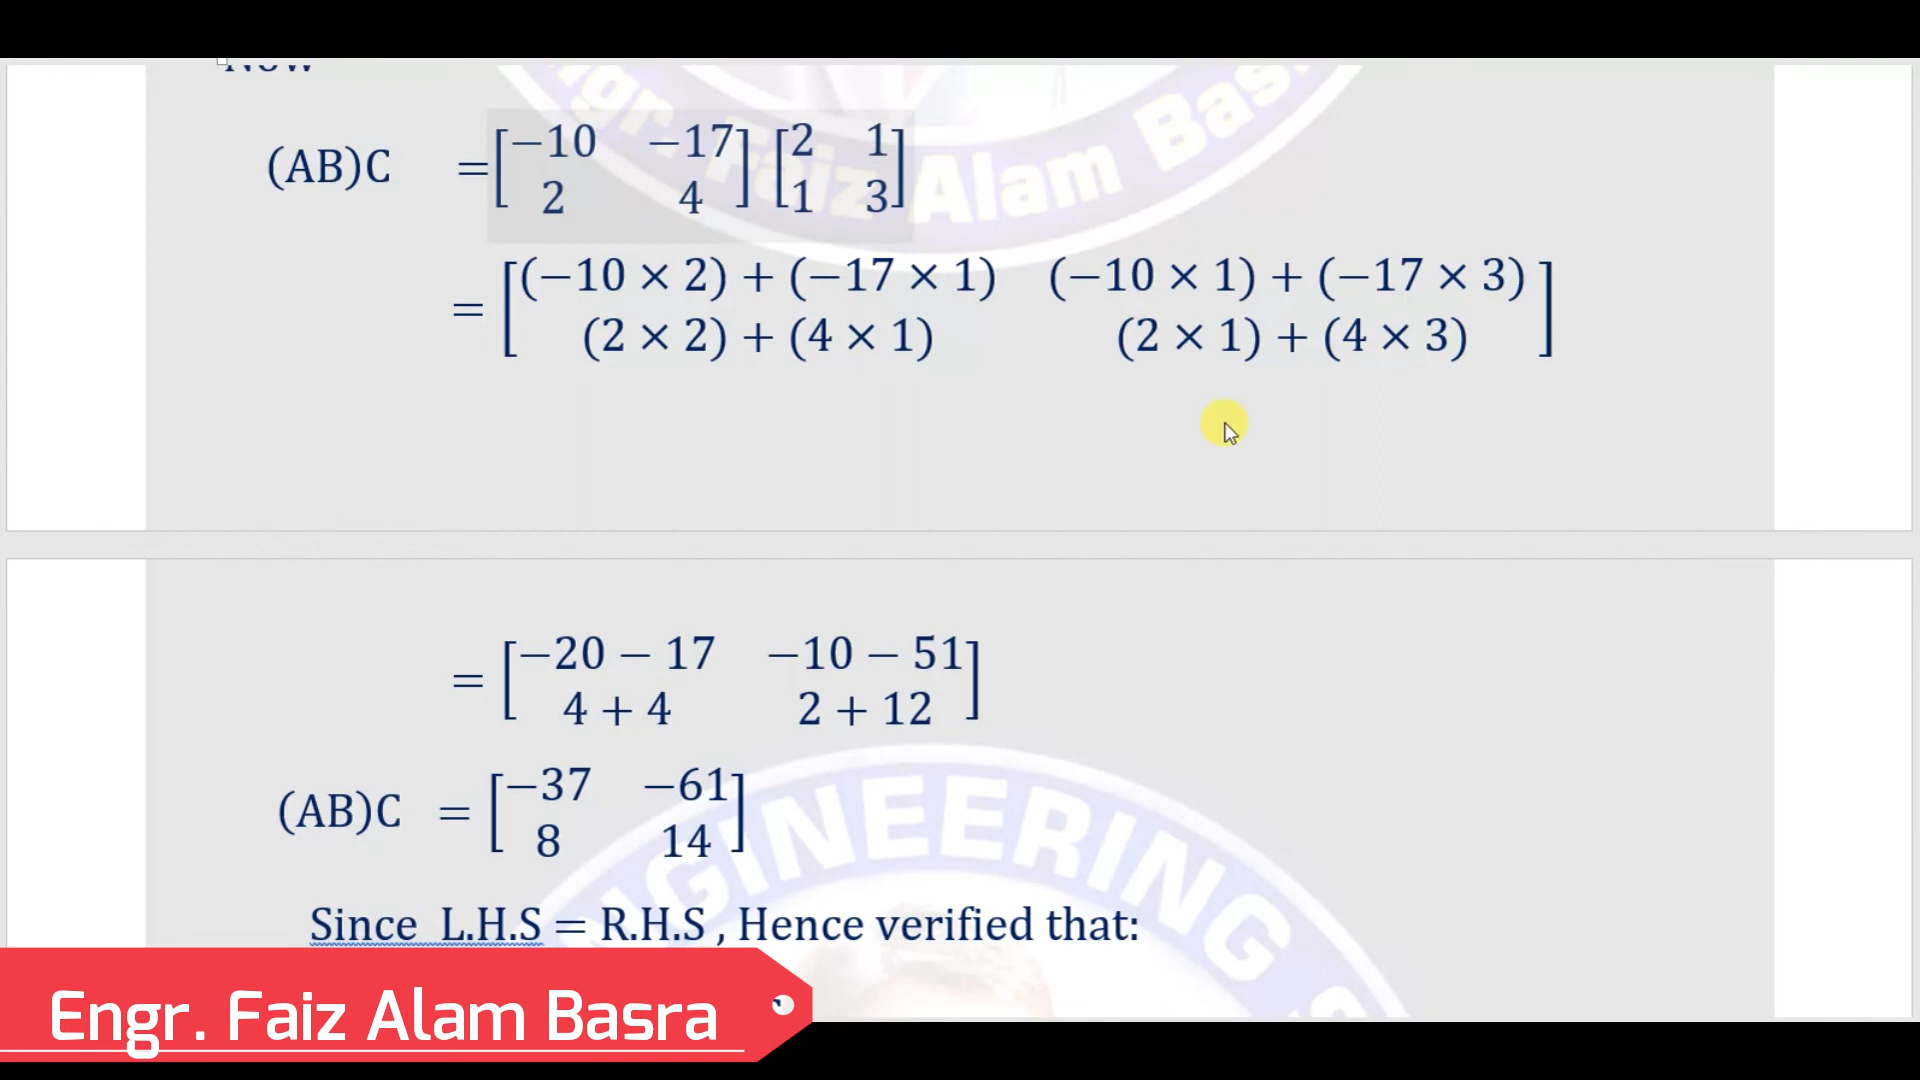 Now
(AB)C = [−10 −17; 2 4] [2 1; 1 3]
= [(−10 × 2) + (−17 × 1) (−10 × 1) + (−17 × 3); (2 × 2) + (4 × 1) (2 × 1) + (4 × 3)]
= [−20 − 17 −10 − 51; 4 + 4 2 + 12]
(AB)C = [−37 −61; 8 14]
Since L.H.S = R.H.S , Hence verified that:
Engr. Faiz Alam Basra